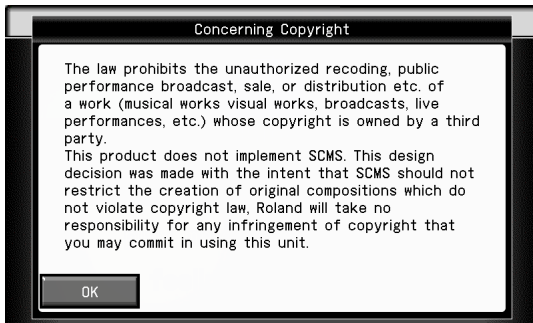 Concerning Copyright
The law prohibits the unauthorized recoding, public
performance broadcast, sale, or distribution etc. of
a work (musical works visual works, broadcasts, live
performances, etc.) whose copyright is owned by a third
party.
This product does not implement SCMS. This design
decision was made with the intent that SCMS should not
restrict the creation of original compositions which do
not violate copyright law, Roland will take no
responsibility for any infringement of copyright that
you may commit in using this unit.
OK